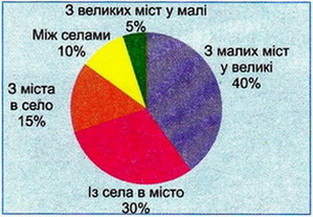 З великих міст у малі
5%
Між селами
10%
З малих міст
у великі
40%
З міста
в село
15%
Із села в місто
30%